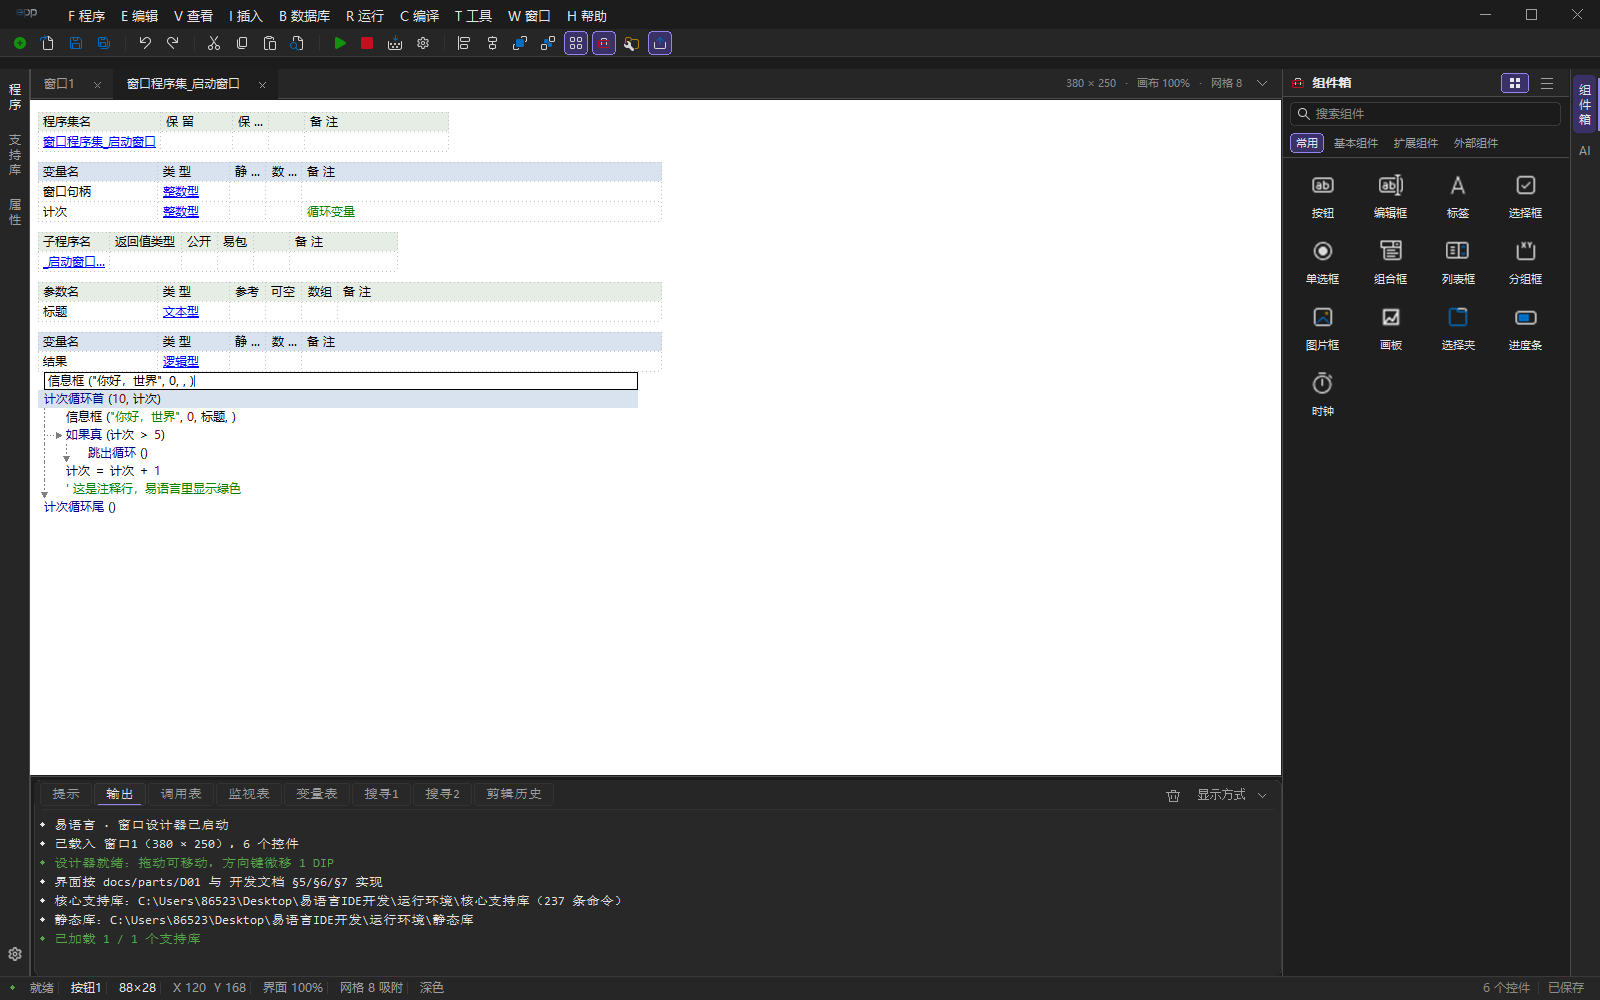 epp F 程序 E 编辑 V 查看 I 插入 B 数据库 R 运行 C 编译 T 工具 W 窗口 H 帮助
程序
支持库
属性
窗口1 × 窗口程序集_启动窗口 × 380 × 250 · 画布 100% · 网格 8
程序集名 保 留 保 ... 备 注
窗口程序集_启动窗口
变量名 类 型 静 ... 数 ... 备 注
窗口句柄 整数型
计次 整数型 循环变量
子程序名 返回值类型 公开 易包 备 注
_启动窗口...
参数名 类 型 参考 可空 数组 备 注
标题 文本型
变量名 类 型 静 ... 数 ... 备 注
结果 逻辑型
信息框 ("你好，世界", 0, , )
计次循环首 (10, 计次)
信息框 ("你好，世界", 0, 标题, )
如果真 (计次 > 5)
跳出循环 ()
计次 = 计次 + 1
' 这是注释行，易语言里显示绿色
计次循环尾 ()
组件箱
搜索组件
常用 基本组件 扩展组件 外部组件
按钮 编辑框 标签 选择框
单选框 组合框 列表框 分组框
图片框 画板 选择夹 进度条
时钟
组件箱
AI
提示 输出 调用表 监视表 变量表 搜寻1 搜寻2 剪辑历史 显示方式
易语言 · 窗口设计器已启动
已载入 窗口1（380 × 250），6 个控件
设计器就绪：拖动可移动，方向键微移 1 DIP
界面按 docs/parts/D01 与 开发文档 §5/§6/§7 实现
核心支持库：C:\Users\86523\Desktop\易语言IDE开发\运行环境\核心支持库（237 条命令）
静态库：C:\Users\86523\Desktop\易语言IDE开发\运行环境\静态库
已加载 1 / 1 个支持库
就绪 按钮1 88×28 X 120 Y 168 界面 100% 网格 8 吸附 深色 6 个控件 已保存